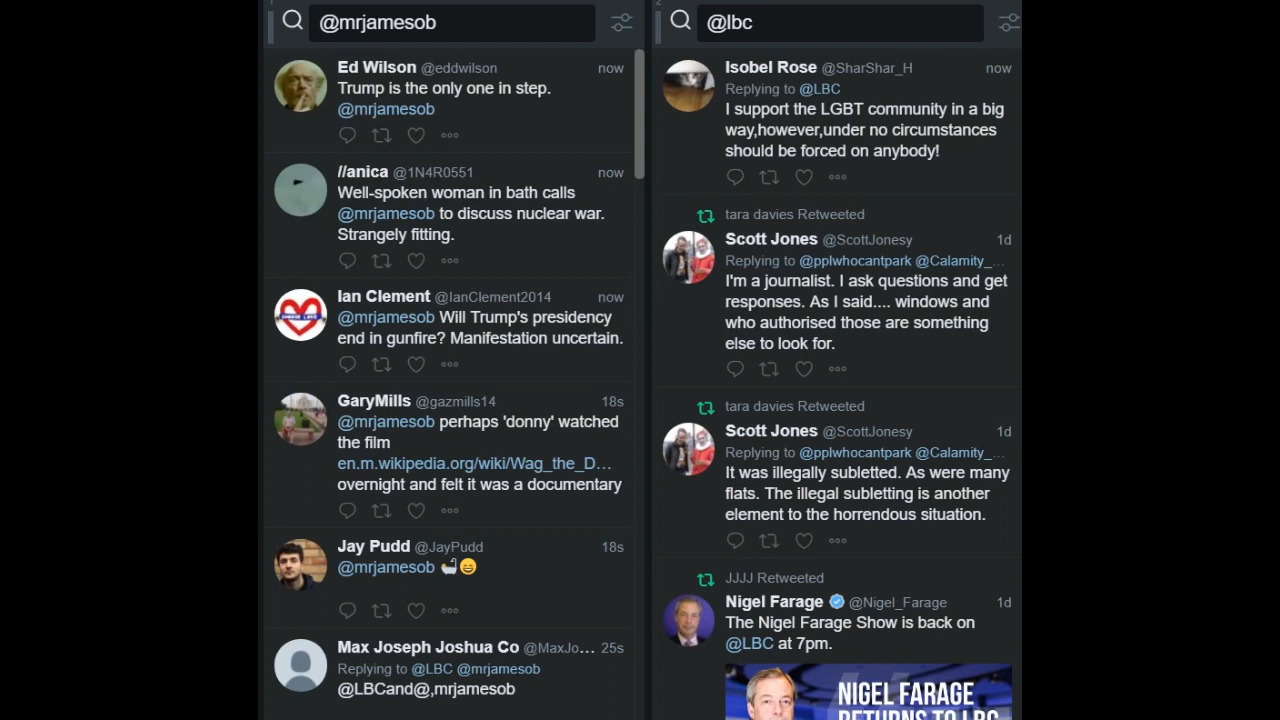 1
@mrjamesob
Ed Wilson @eddwilson now
Trump is the only one in step.
@mrjamesob
//anica @1N4R0551 now
Well-spoken woman in bath calls
@mrjamesob to discuss nuclear war.
Strangely fitting.
Ian Clement @IanClement2014 now
@mrjamesob Will Trump's presidency
end in gunfire? Manifestation uncertain.
GaryMills @gazmills14 18s
@mrjamesob perhaps 'donny' watched
the film
en.m.wikipedia.org/wiki/Wag_the_D…
overnight and felt it was a documentary
Jay Pudd @JayPudd 18s
@mrjamesob 🛀😄
Max Joseph Joshua Co @MaxJo… 25s
Replying to @LBC @mrjamesob
@LBCand@,mrjamesob
2
@lbc
Isobel Rose @SharShar_H now
Replying to @LBC
I support the LGBT community in a big
way,however,under no circumstances
should be forced on anybody!
tara davies Retweeted
Scott Jones @ScottJonesy 1d
Replying to @pplwhocantpark @Calamity_…
I'm a journalist. I ask questions and get
responses. As I said.... windows and
who authorised those are something
else to look for.
tara davies Retweeted
Scott Jones @ScottJonesy 1d
Replying to @pplwhocantpark @Calamity_…
It was illegally subletted. As were many
flats. The illegal subletting is another
element to the horrendous situation.
JJJJ Retweeted
Nigel Farage @Nigel_Farage 1d
The Nigel Farage Show is back on
@LBC at 7pm.
NIGEL FARAGE
RETURNS TO LBC